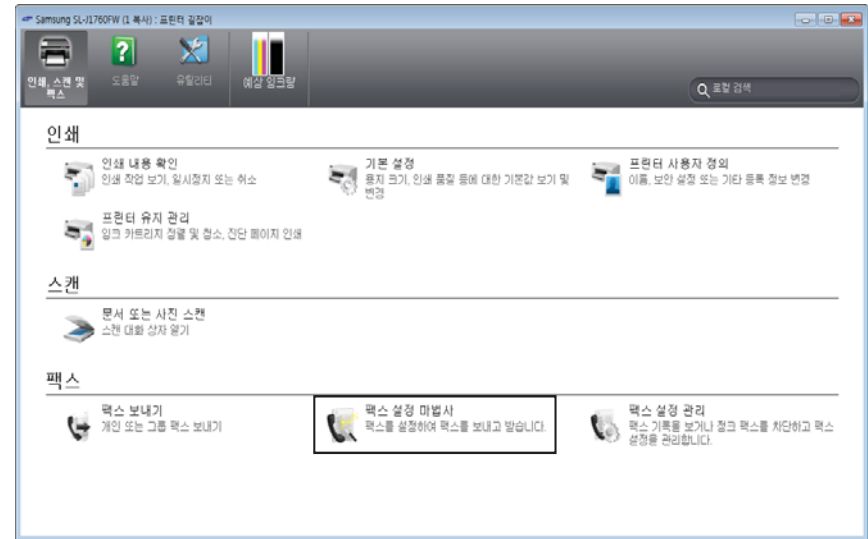 Samsung SL-J1760FW (1 복사) : 프린터 길잡이
인쇄, 스캔 및
팩스
도움말
유틸리티
예상 잉크량
로컬 검색
인쇄
인쇄 내용 확인
인쇄 작업 보기, 일시정지 또는 취소
기본 설정
용지 크기, 인쇄 품질 등에 대한 기본값 보기 및
변경
프린터 사용자 정의
이름, 보안 설정 또는 기타 등록 정보 변경
프린터 유지 관리
잉크 카트리지 정렬 및 청소, 진단 페이지 인쇄
스캔
문서 또는 사진 스캔
스캔 대화 상자 열기
팩스
팩스 보내기
개인 또는 그룹 팩스 보내기
팩스 설정 마법사
팩스를 설정하여 팩스를 보내고 받습니다.
팩스 설정 관리
팩스 기록을 보거나 정크 팩스를 차단하고 팩스
설정을 관리합니다.